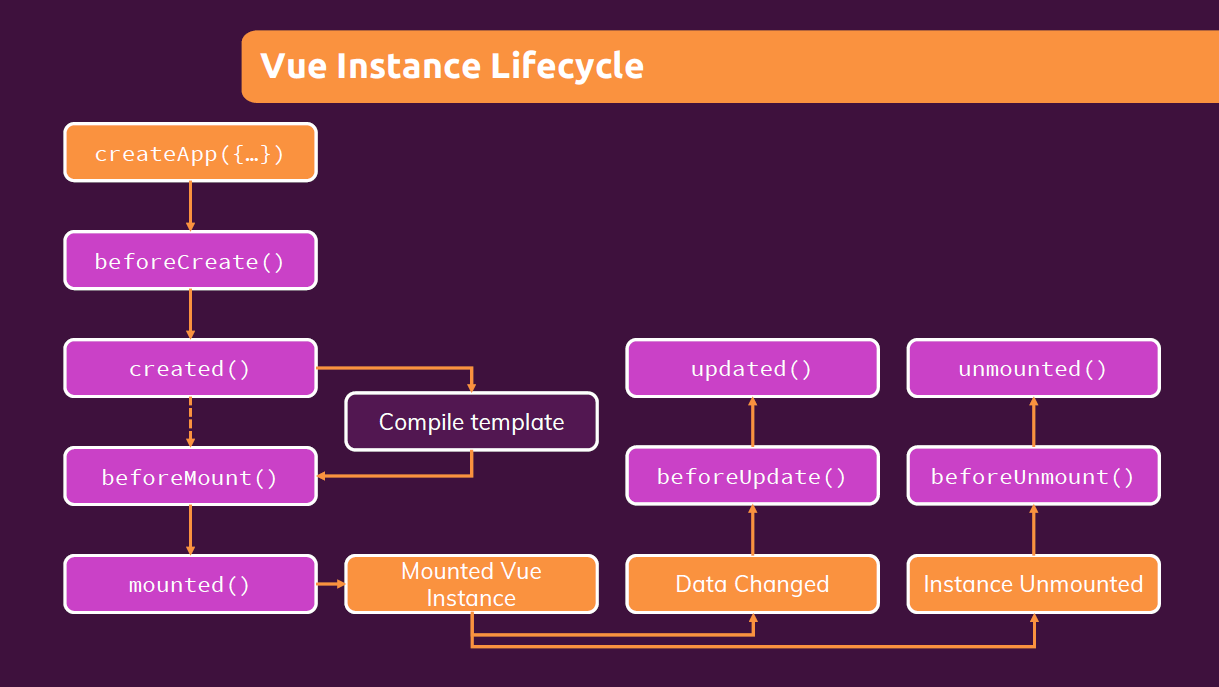 Vue Instance Lifecycle
createApp({…})
beforeCreate()
created()
updated()
unmounted()
Compile template
beforeMount()
beforeUpdate()
beforeUnmount()
mounted()
Mounted Vue
Instance
Data Changed
Instance Unmounted